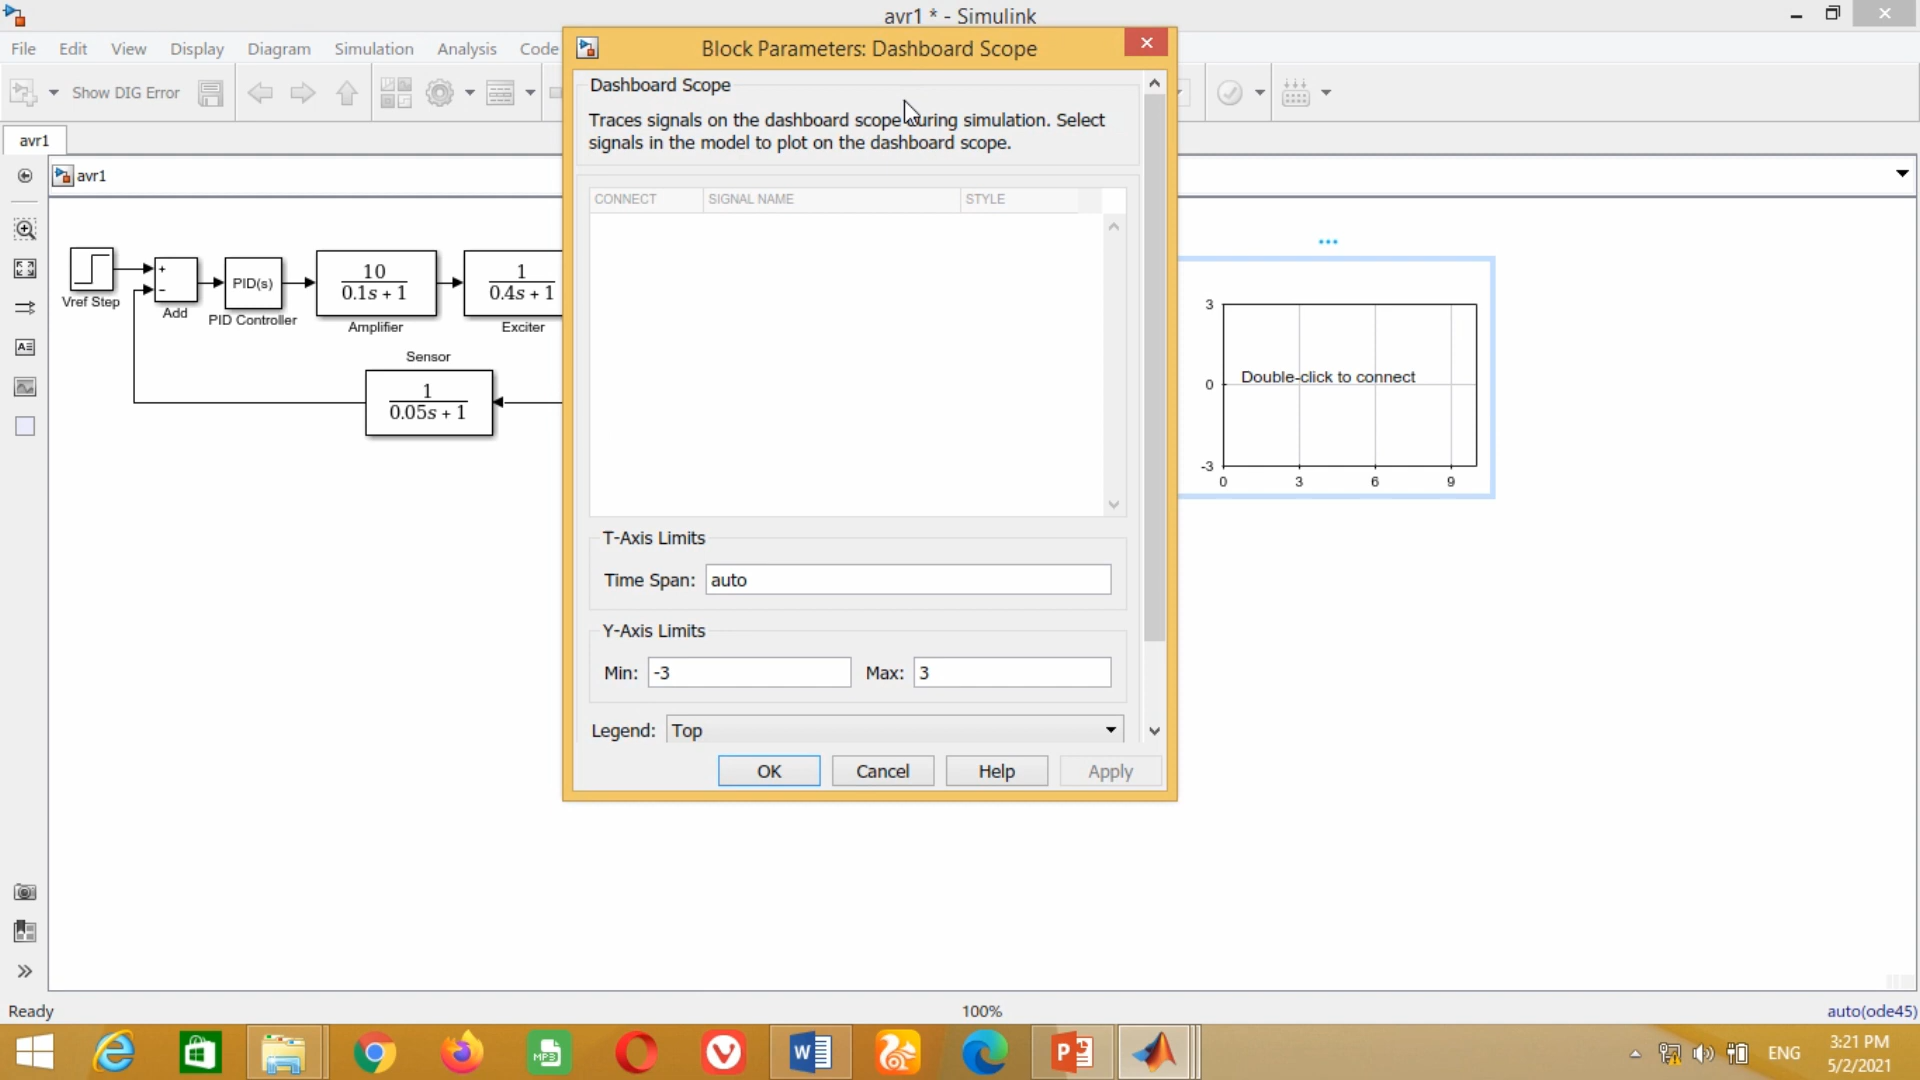 avr1 * - Simulink
File Edit View Display Diagram Simulation Analysis Code
Show DIG Error
avr1
avr1
Block Parameters: Dashboard Scope
Dashboard Scope
Traces signals on the dashboard scope during simulation. Select
signals in the model to plot on the dashboard scope.
CONNECT SIGNAL NAME STYLE
T-Axis Limits
Time Span: auto
Y-Axis Limits
Min: -3 Max: 3
Legend: Top
OK Cancel Help Apply
Vref Step
+
−
Add
PID(s)
PID Controller
10
0.1s + 1
Amplifier
1
0.4s + 1
Exciter
Sensor
1
0.05s + 1
3
0
-3
Double-click to connect
0 3 6 9
Ready 100% auto(ode45)
MP3
ENG
3:21 PM
5/2/2021